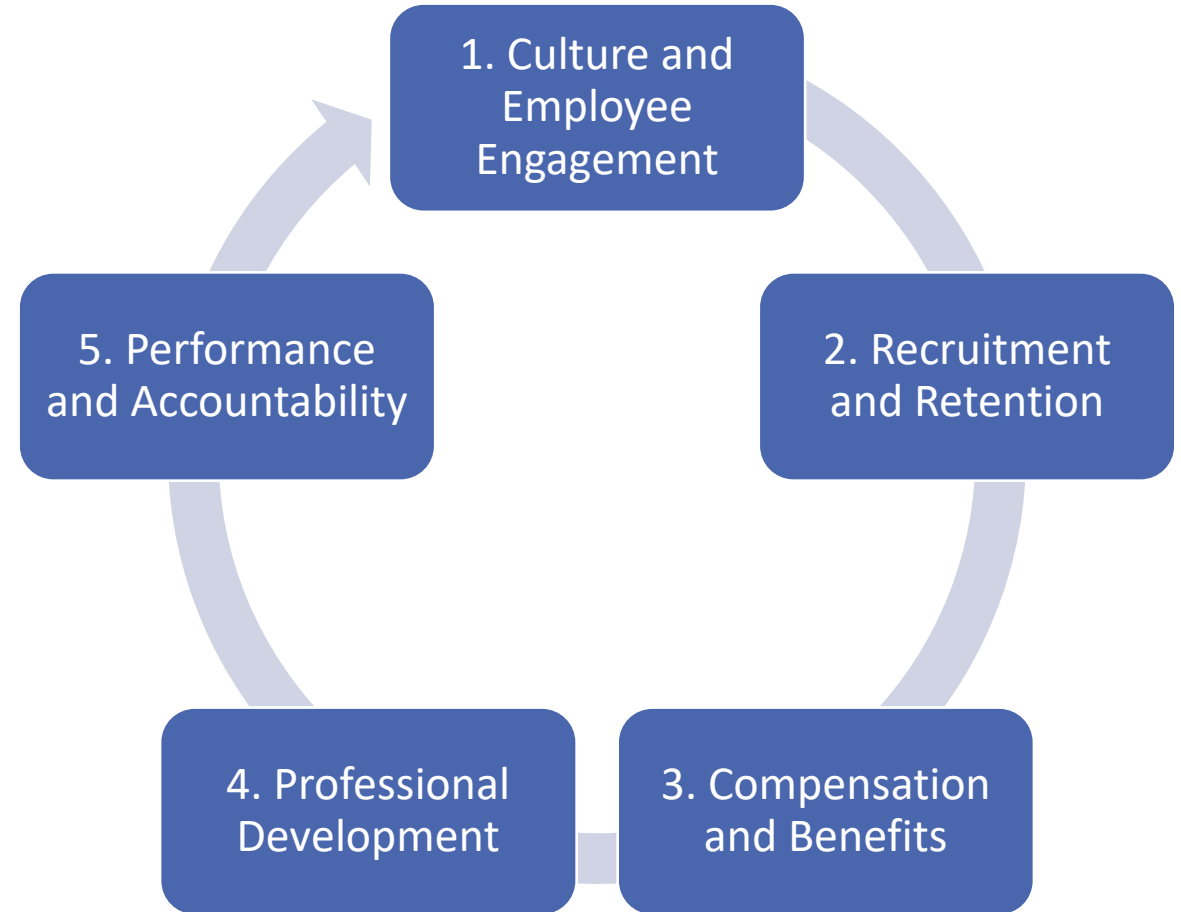 1. Culture and
Employee
Engagement
2. Recruitment
and Retention
3. Compensation
and Benefits
4. Professional
Development
5. Performance
and Accountability